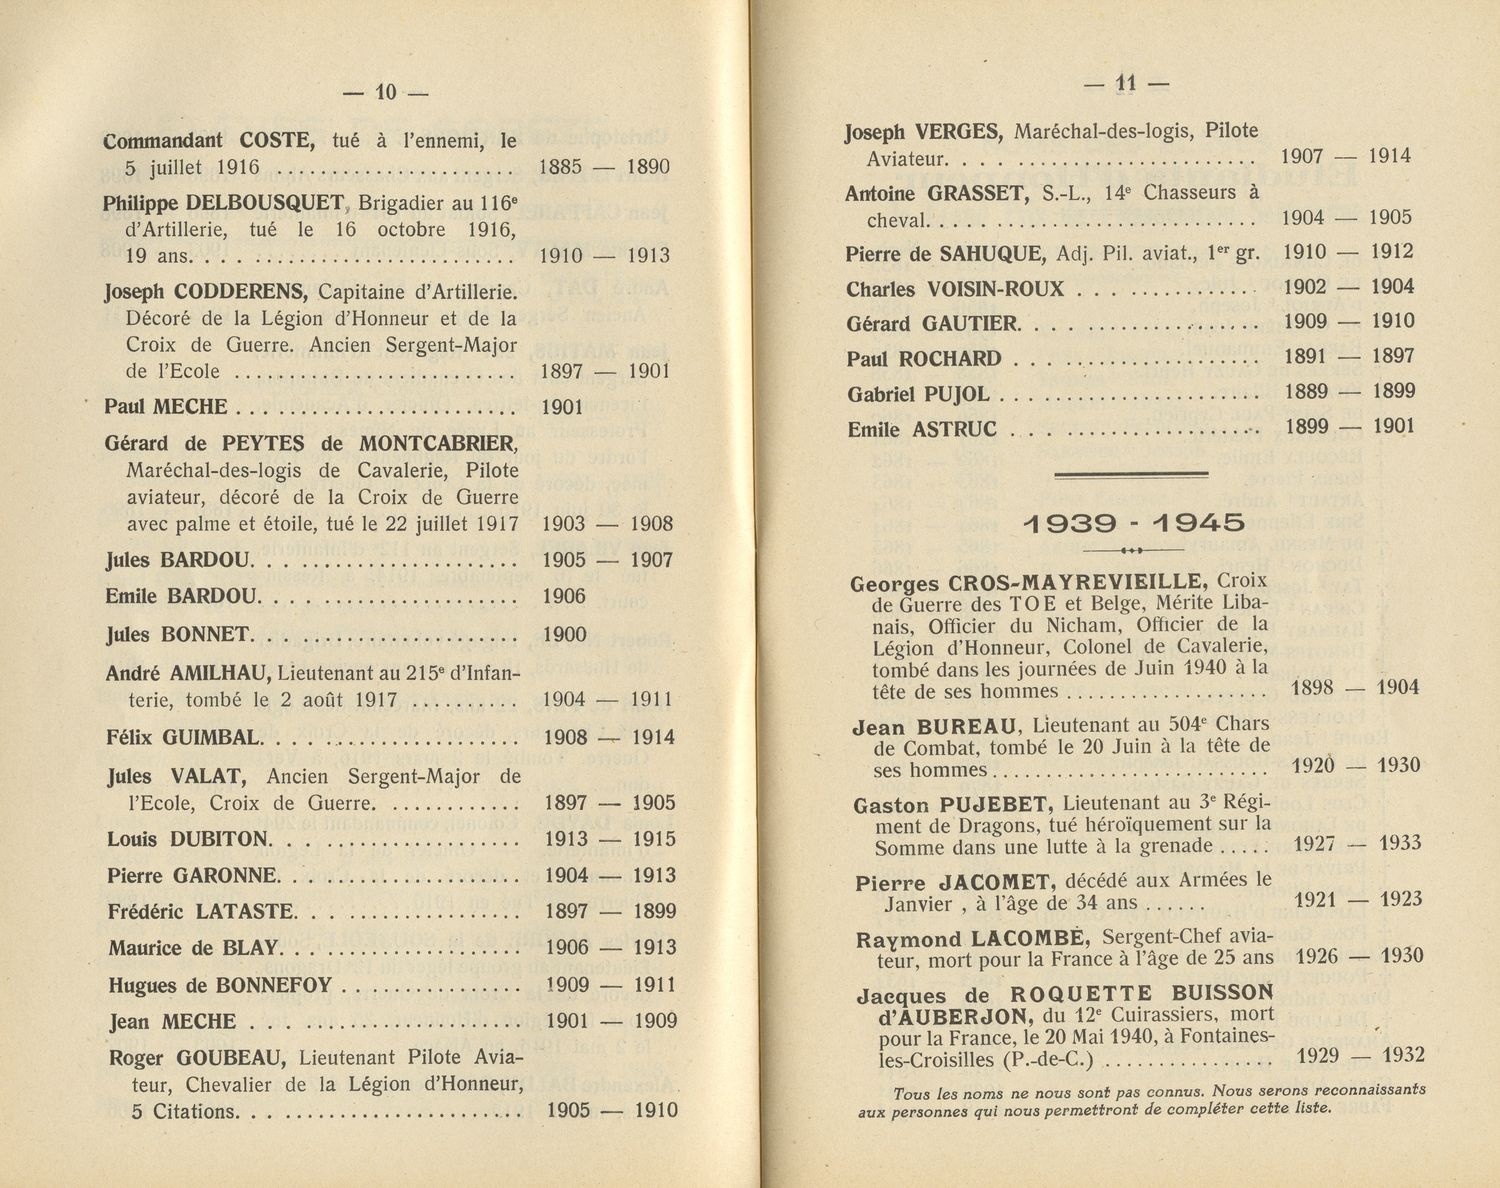 — 10 —
Commandant COSTE, tué à l'ennemi, le
5 juillet 1916 ...................... 1885 — 1890
Philippe DELBOUSQUET, Brigadier au 116e
d'Artillerie, tué le 16 octobre 1916,
19 ans. ........................... 1910 — 1913
Joseph CODDERENS, Capitaine d'Artillerie.
Décoré de la Légion d'Honneur et de la
Croix de Guerre. Ancien Sergent-Major
de l'Ecole .......................... 1897 — 1901
Paul MECHE ........................ 1901
Gérard de PEYTES de MONTCABRIER,
Maréchal-des-logis de Cavalerie, Pilote
aviateur, décoré de la Croix de Guerre
avec palme et étoile, tué le 22 juillet 1917 1903 — 1908
Jules BARDOU. ...................... 1905 — 1907
Emile BARDOU. ..................... 1906
Jules BONNET. ...................... 1900
André AMILHAU, Lieutenant au 215e d'Infan-
terie, tombé le 2 août 1917 .......... 1904 — 1911
Félix GUIMBAL. ..................... 1908 — 1914
Jules VALAT, Ancien Sergent-Major de
l'Ecole, Croix de Guerre. ............ 1897 — 1905
Louis DUBITON. .................... 1913 — 1915
Pierre GARONNE. ................... 1904 — 1913
Frédéric LATASTE. .................. 1897 — 1899
Maurice de BLAY. ................... 1906 — 1913
Hugues de BONNEFOY ............... 1909 — 1911
Jean MECHE ....................... 1901 — 1909
Roger GOUBEAU, Lieutenant Pilote Avia-
teur, Chevalier de la Légion d'Honneur,
5 Citations. ......................... 1905 — 1910
— 11 —
Joseph VERGES, Maréchal-des-logis, Pilote
Aviateur. .......................... 1907 — 1914
Antoine GRASSET, S.-L., 14e Chasseurs à
cheval. ............................ 1904 — 1905
Pierre de SAHUQUE, Adj. Pil. aviat., 1er gr. 1910 — 1912
Charles VOISIN-ROUX ................ 1902 — 1904
Gérard GAUTIER. .................... 1909 — 1910
Paul ROCHARD ...................... 1891 — 1897
Gabriel PUJOL ....................... 1889 — 1899
Emile ASTRUC ...................... 1899 — 1901
1939 - 1945
Georges CROS-MAYREVIEILLE, Croix
de Guerre des TOE et Belge, Mérite Liba-
nais, Officier du Nicham, Officier de la
Légion d'Honneur, Colonel de Cavalerie,
tombé dans les journées de Juin 1940 à la
tête de ses hommes ................... 1898 — 1904
Jean BUREAU, Lieutenant au 504e Chars
de Combat, tombé le 20 Juin à la tête de
ses hommes ......................... 1920 — 1930
Gaston PUJEBET, Lieutenant au 3e Régi-
ment de Dragons, tué héroïquement sur la
Somme dans une lutte à la grenade ..... 1927 — 1933
Pierre JACOMET, décédé aux Armées le
Janvier , à l'âge de 34 ans ...... 1921 — 1923
Raymond LACOMBE, Sergent-Chef avia-
teur, mort pour la France à l'âge de 25 ans 1926 — 1930
Jacques de ROQUETTE BUISSON
d'AUBERJON, du 12e Cuirassiers, mort
pour la France, le 20 Mai 1940, à Fontaines-
les-Croisilles (P.-de-C.) ................ 1929 — 1932
Tous les noms ne nous sont pas connus. Nous serons reconnaissants
aux personnes qui nous permettront de compléter cette liste.